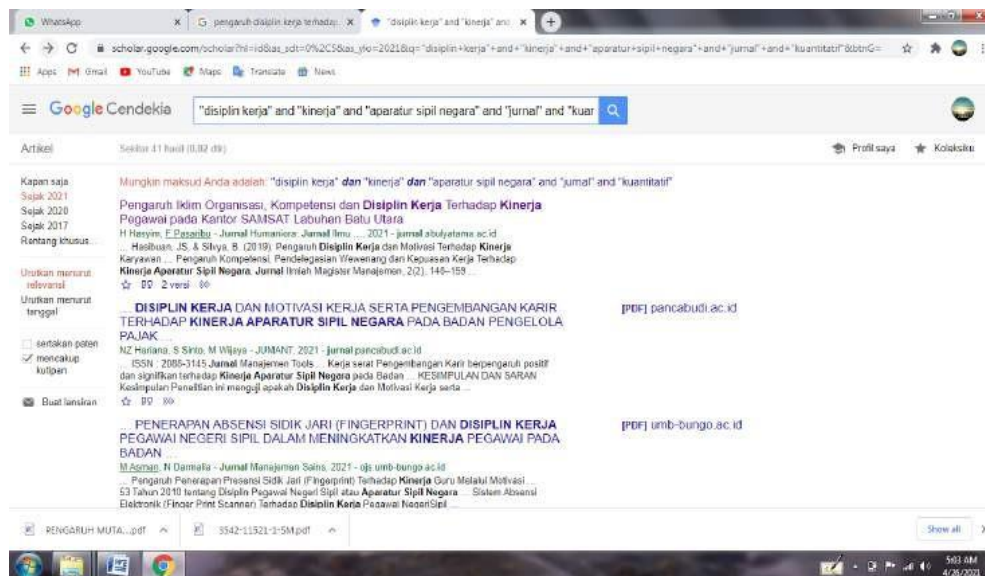 WhatsApp
pengaruh disiplin kerja terhadap
"disiplin kerja" and "kinerja" and
scholar.google.com/scholar?hl=id&as_sdt=0%2C5&as_ylo=2021&q="disiplin+kerja"+and+"kinerja"+and+"aparatur+sipil+negara"+and+"jurnal"+and+"kuantitatif"&btnG=
Apps Gmail YouTube Maps Translate News
Google Cendekia
"disiplin kerja" and "kinerja" and "aparatur sipil negara" and "jurnal" and "kuar
Artikel
Sekitar 41 hasil (0,02 dtk)
Profil saya
Koleksiku
Kapan saja
Sejak 2021
Sejak 2020
Sejak 2017
Rentang khusus...
Urutkan menurut
relevansi
Urutkan menurut
tanggal
sertakan paten
mencakup
kutipan
Buat lansiran
Mungkin maksud Anda adalah: "disiplin kerja" dan "kinerja" dan "aparatur sipil negara" and "jurnal" and "kuantitatif"
Pengaruh Iklim Organisasi, Kompetensi dan Disiplin Kerja Terhadap Kinerja
Pegawai pada Kantor SAMSAT Labuhan Batu Utara
H Hasyim, E Pasaribu - Jurnal Humaniora: Jurnal Ilmu ..., 2021 - jurnal.abulyatama.ac.id
... Hasibuan, JS, & Silvya, B. (2019). Pengaruh Disiplin Kerja dan Motivasi Terhadap Kinerja
Karyawan ... Pengaruh Kompetensi, Pendelegasian Wewenang dan Kepuasan Kerja Terhadap
Kinerja Aparatur Sipil Negara. Jurnal Ilmiah Magister Manajemen, 2(2), 146–159 ...
2 versi
... DISIPLIN KERJA DAN MOTIVASI KERJA SERTA PENGEMBANGAN KARIR
TERHADAP KINERJA APARATUR SIPIL NEGARA PADA BADAN PENGELOLA
PAJAK ...
NZ Hariana, S Sinto, M Wijaya - JUMANT, 2021 - jurnal.pancabudi.ac.id
... ISSN : 2088-3145 Jurnal Manajemen Tools ... Kerja serat Pengembangan Karir berpengaruh positif
dan signifikan terhadap Kinerja Aparatur Sipil Negara pada Badan ... KESIMPULAN DAN SARAN
Kesimpulan Penelitian ini menguji apakah Disiplin Kerja dan Motivasi Kerja serta ...
[PDF] pancabudi.ac.id
... PENERAPAN ABSENSI SIDIK JARI (FINGERPRINT) DAN DISIPLIN KERJA
PEGAWAI NEGERI SIPIL DALAM MENINGKATKAN KINERJA PEGAWAI PADA
BADAN ...
M Asman, N Darmalia - Jurnal Manajemen Sains, 2021 - ojs.umb-bungo.ac.id
... Pengaruh Penerapan Presensi Sidik Jari (Fingerprint) Terhadap Kinerja Guru Melalui Motivasi ...
53 Tahun 2010 tentang Disiplin Pegawai Negeri Sipil atau Aparatur Sipil Negara ... Sistem Absensi
Elektronik (Finger Print Scanner) Terhadap Disiplin Kerja Pegawai NegeriSipil ...
[PDF] umb-bungo.ac.id
PENGARUH MUTA....pdf
3542-11521-1-SM.pdf
Show all
5:03 AM
4/26/2021